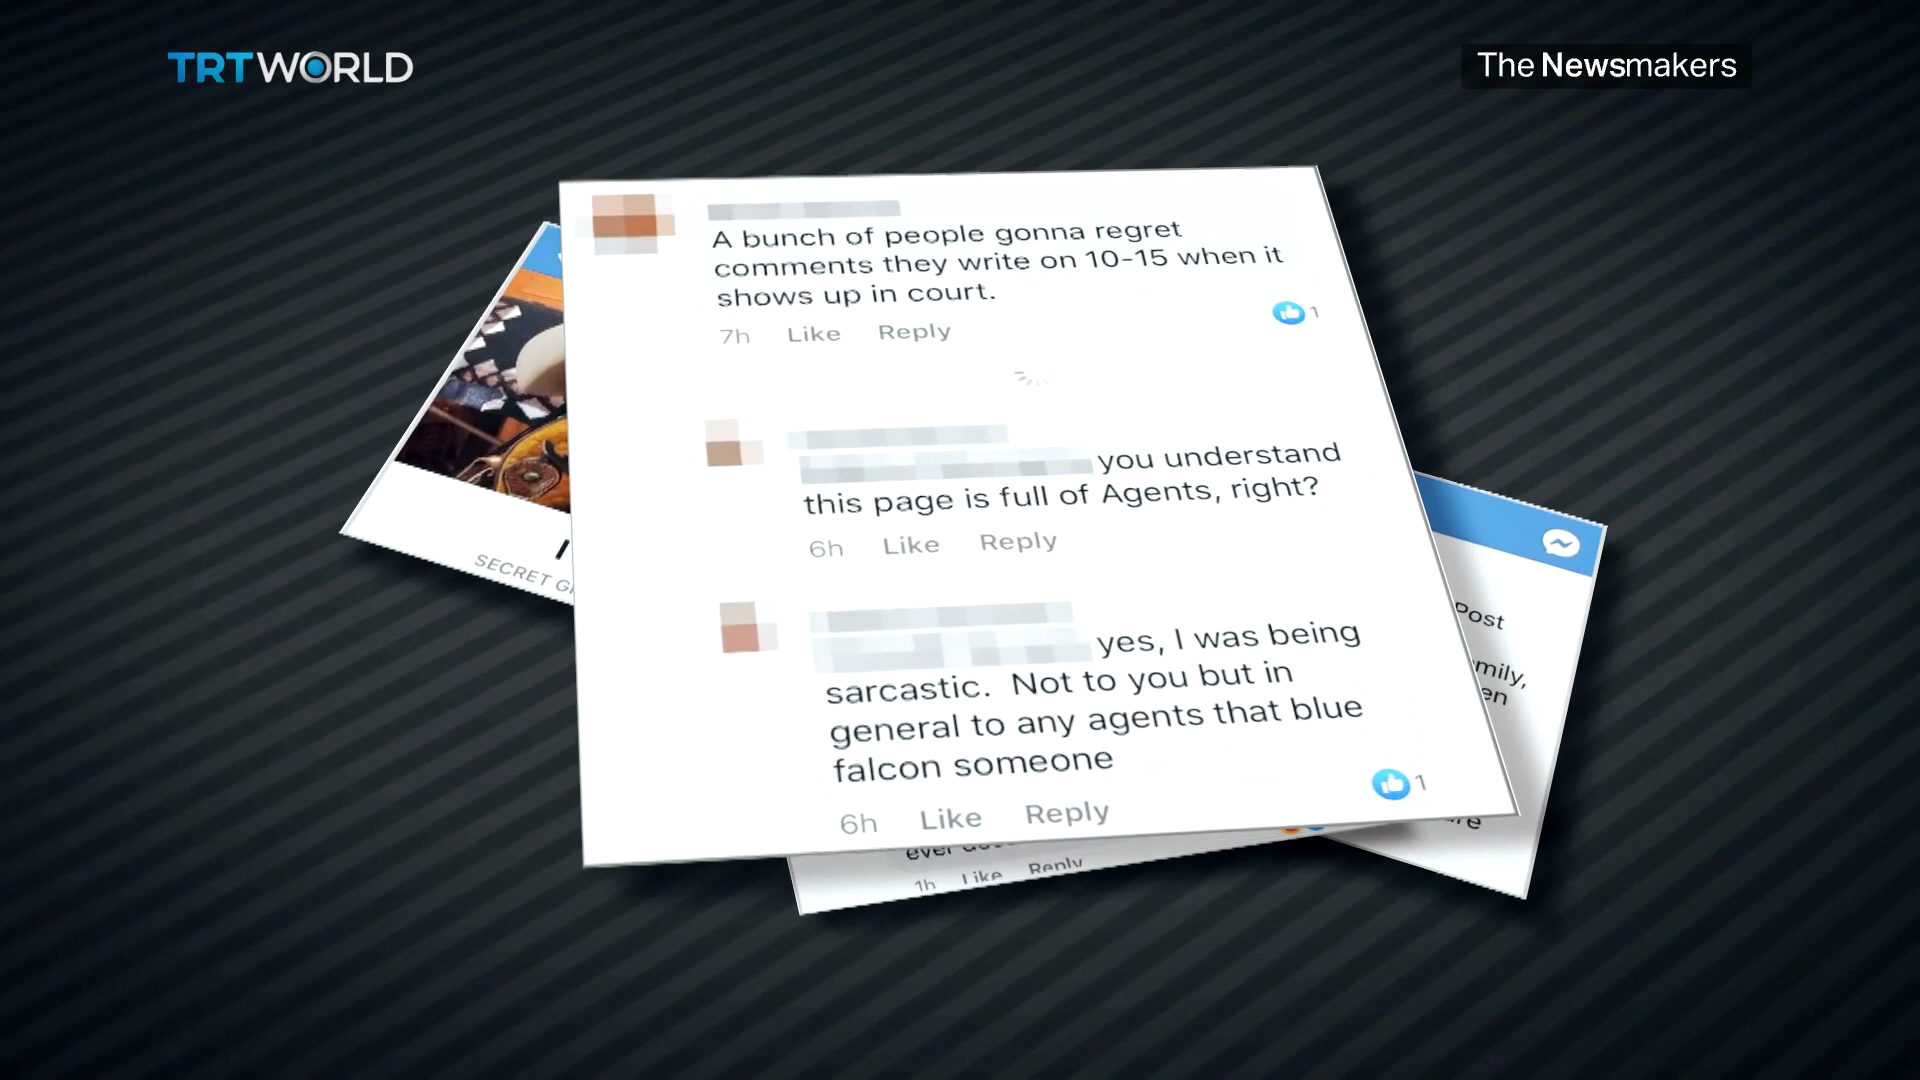 TRT WORLD
The Newsmakers
A bunch of people gonna regret
comments they write on 10-15 when it
shows up in court.
1
7h Like Reply
you understand
this page is full of Agents, right?
6h Like Reply
yes, I was being
sarcastic. Not to you but in
general to any agents that blue
falcon someone
1
6h Like Reply
SECRET
Post
ever
1h Like Reply